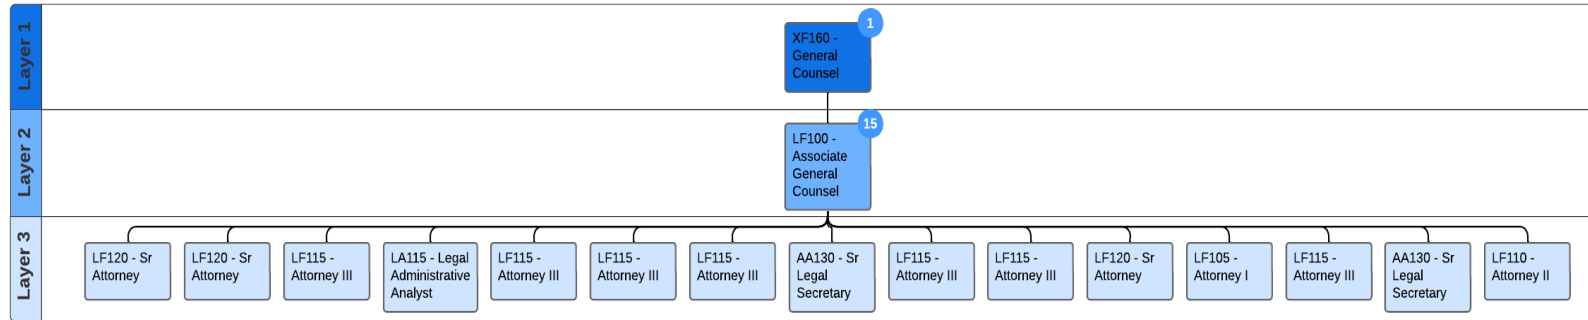 Layer 1
1
XF160 -
General
Counsel
Layer 2
15
LF100 -
Associate
General
Counsel
Layer 3
LF120 - Sr
Attorney
LF120 - Sr
Attorney
LF115 -
Attorney III
LA115 - Legal
Administrative
Analyst
LF115 -
Attorney III
LF115 -
Attorney III
LF115 -
Attorney III
AA130 - Sr
Legal
Secretary
LF115 -
Attorney III
LF115 -
Attorney III
LF120 - Sr
Attorney
LF105 -
Attorney I
LF115 -
Attorney III
AA130 - Sr
Legal
Secretary
LF110 -
Attorney II